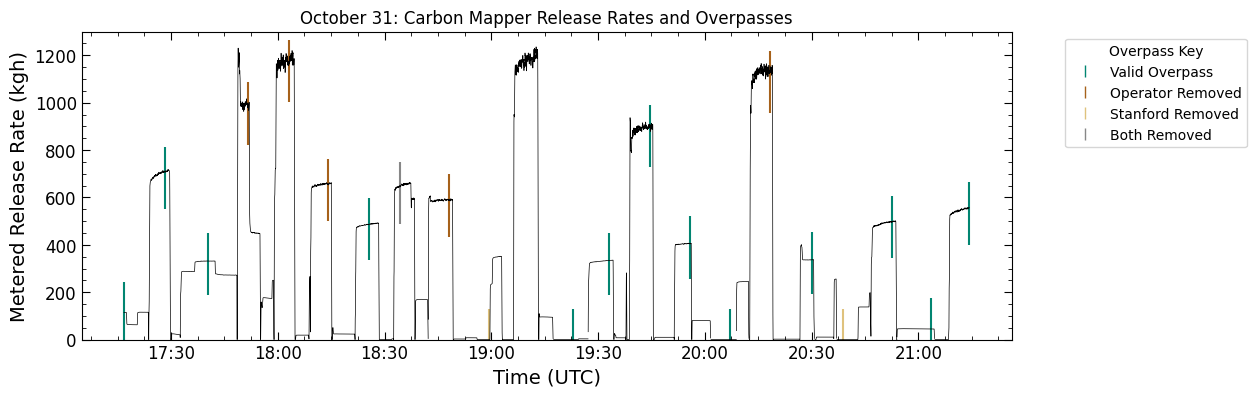 October 31: Carbon Mapper Release Rates and Overpasses
Metered Release Rate (kgh)
1200
1000
800
600
400
200
0
17:30 18:00 18:30 19:00 19:30 20:00 20:30 21:00
Time (UTC)
Overpass Key
Valid Overpass
Operator Removed
Stanford Removed
Both Removed